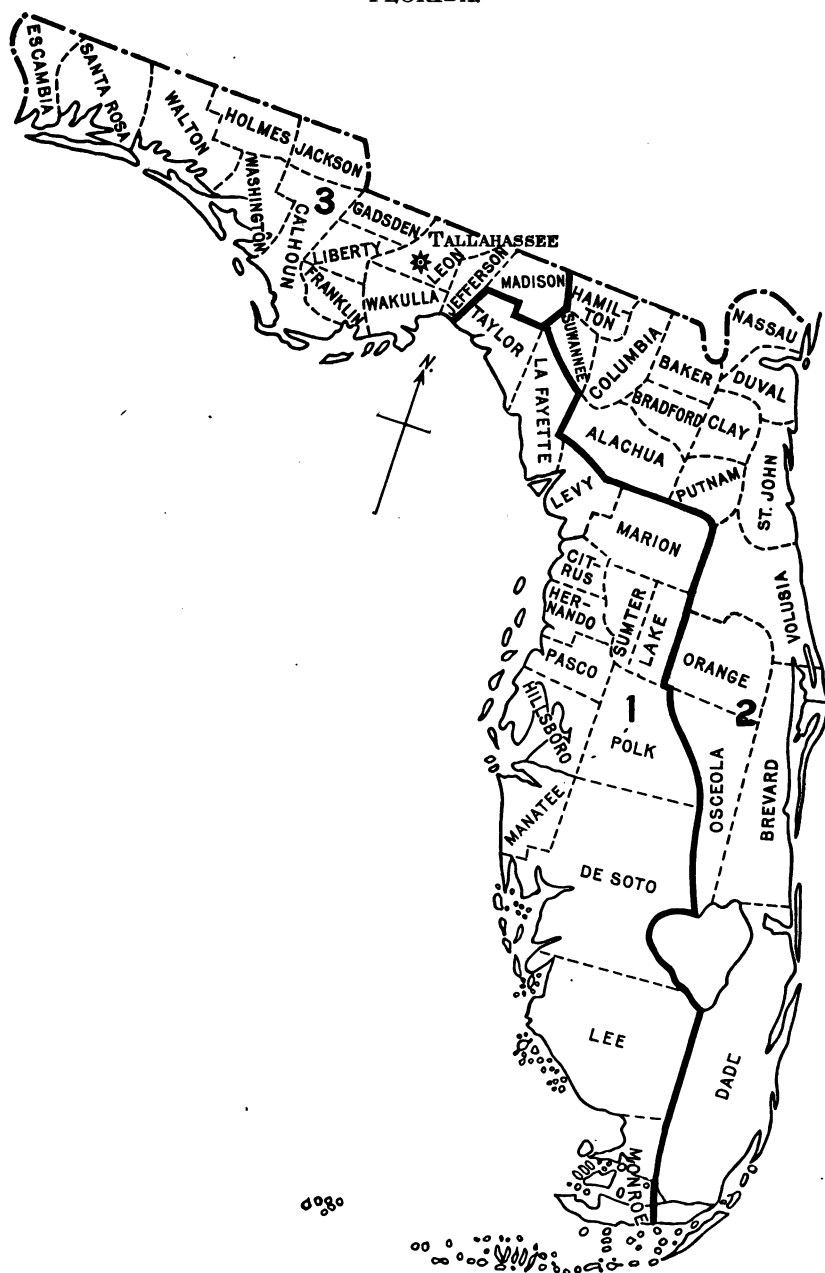 ESCAMBIA
SANTA ROSA
WALTON
HOLMES
JACKSON
WASHINGTON
3
CALHOUN
GADSDEN
TALLAHASSEE
LIBERTY
LEON
FRANKLIN
WAKULLA
JEFFERSON
MADISON
HAMIL-
TON
TAYLOR
SUWANNEE
COLUMBIA
NASSAU
BAKER
DUVAL
LA FAYETTE
BRADFORD
CLAY
N.
ALACHUA
PUTNAM
ST. JOHN
LEVY
MARION
CIT-
RUS
HER-
NANDO
SUMTER
LAKE
VOLUSIA
PASCO
ORANGE
HILLSBORO
1
2
POLK
OSCEOLA
BREVARD
MANATEE
DE SOTO
LEE
DADE
MONROE